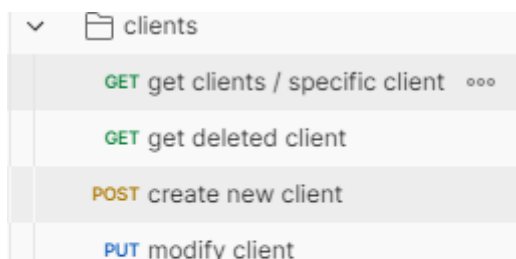 clients
GET get clients / specific client
GET get deleted client
POST create new client
PUT modify client